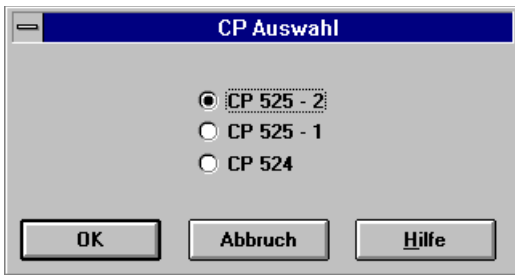 CP Auswahl
CP 525 - 2
CP 525 - 1
CP 524
OK Abbruch Hilfe